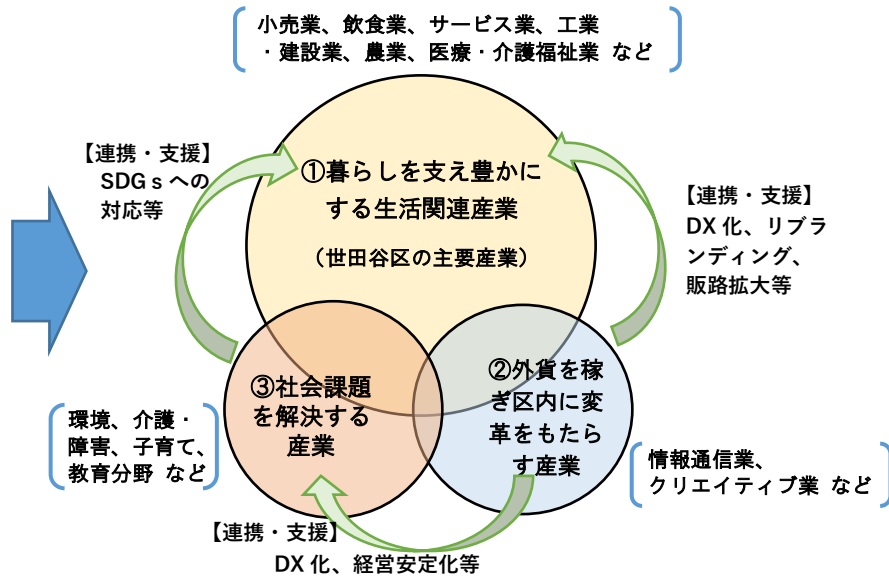 小売業、飲食業、サービス業、工業
・建設業、農業、医療・介護福祉業 など
【連携・支援】
SDGｓへの
対応等
①暮らしを支え豊かに
する生活関連産業
（世田谷区の主要産業）
【連携・支援】
DX 化、リブラ
ンディング、
販路拡大等
③社会課題
を解決する
産業
②外貨を稼
ぎ区内に変
革をもたら
す産業
環境、介護・
障害、子育て、
教育分野 など
情報通信業、
クリエイティブ業 など
【連携・支援】
DX 化、経営安定化等